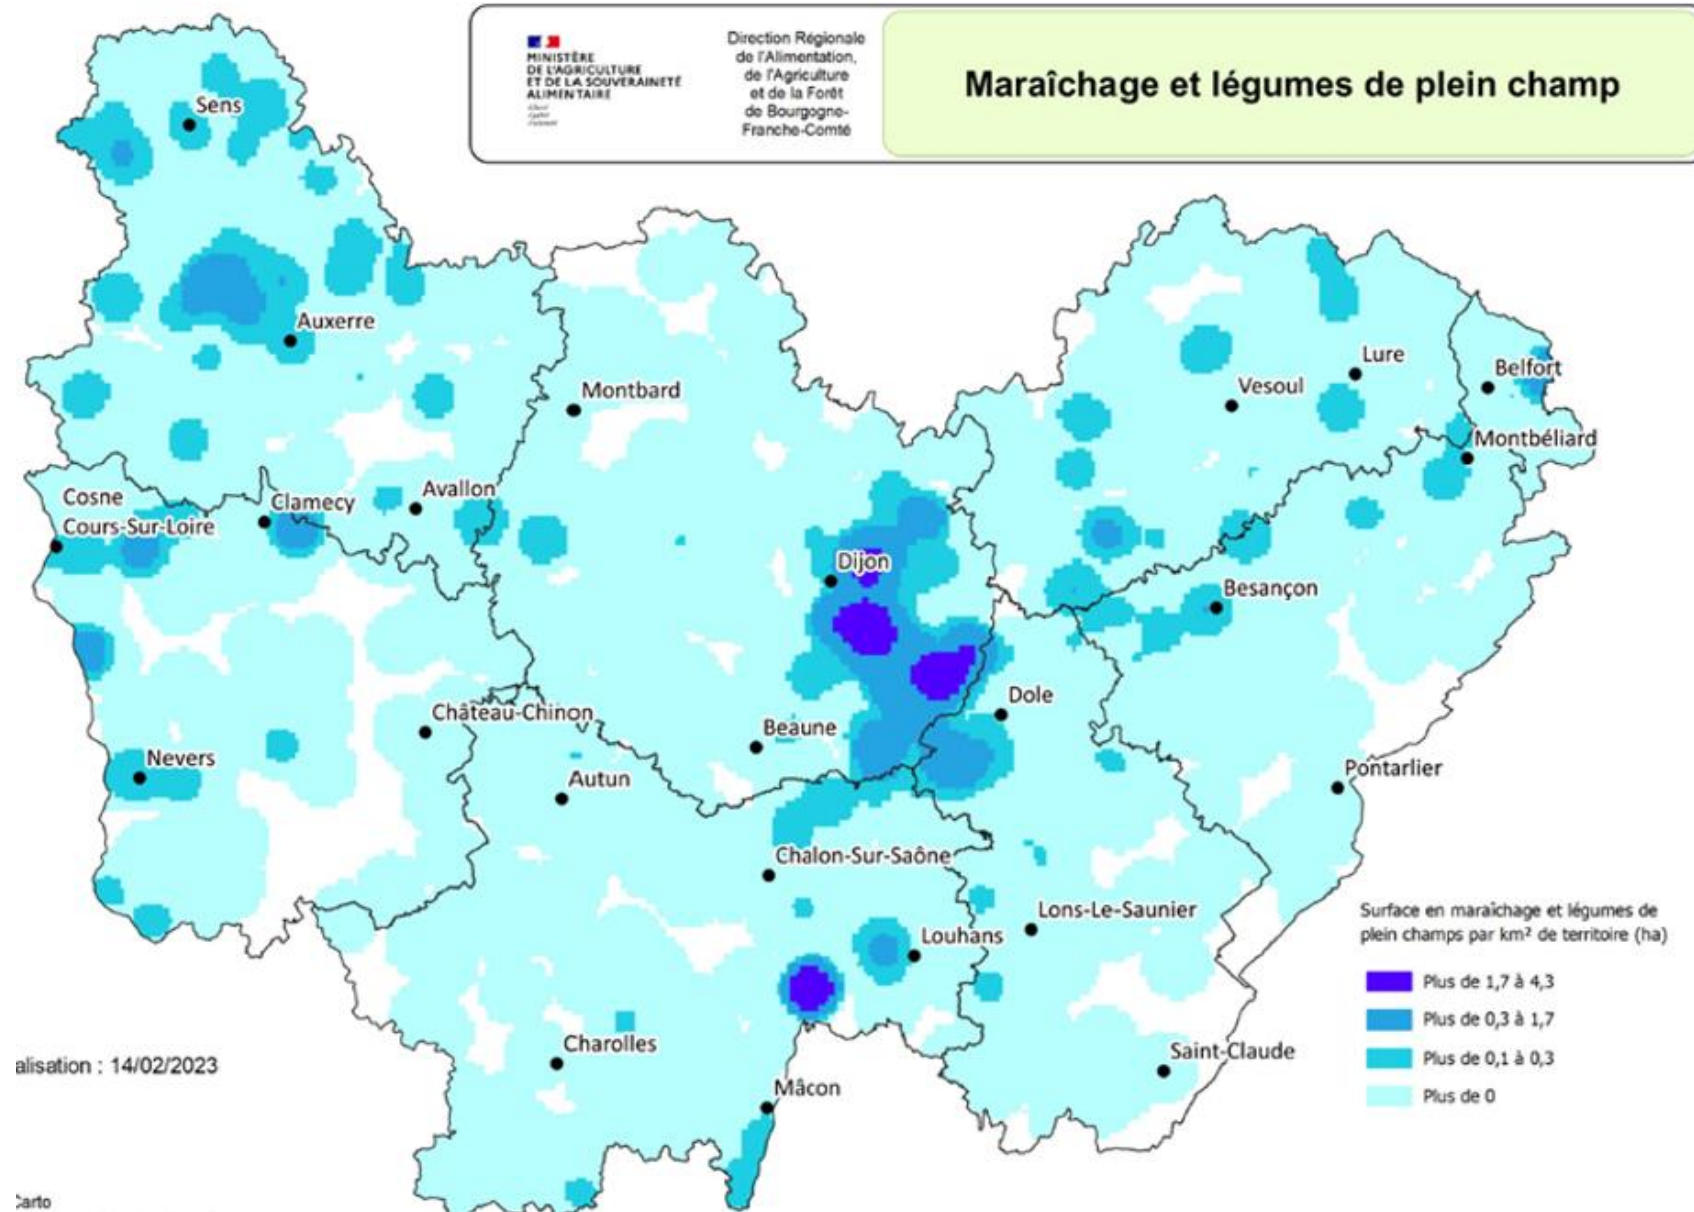 MINISTÈRE
DE L'AGRICULTURE
ET DE LA SOUVERAINETÉ
ALIMENTAIRE
Liberté
Égalité
Fraternité
Direction Régionale
de l'Alimentation,
de l'Agriculture
et de la Forêt
de Bourgogne-
Franche-Comté
Maraîchage et légumes de plein champ
Sens
Auxerre
Montbard
Lure
Belfort
Vesoul
Montbéliard
Avallon
Cosne
Cours-Sur-Loire
Clamecy
Dijon
Besançon
Dole
Château-Chinon
Beaune
Nevers
Autun
Pontarlier
Chalon-Sur-Saône
Lons-Le-Saunier
Louhans
Charolles
Saint-Claude
Mâcon
Surface en maraîchage et légumes de
plein champs par km² de territoire (ha)
Plus de 1,7 à 4,3
Plus de 0,3 à 1,7
Plus de 0,1 à 0,3
Plus de 0
alisation : 14/02/2023
Carto